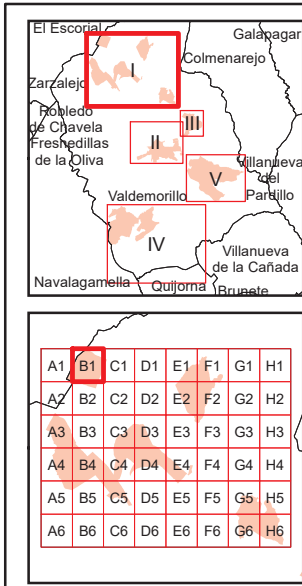 El Escorial
Galapagar
I
Colmenarejo
Zarzalejo
Robledo
de Chavela
III
Fresnedillas
de la Oliva
II
Villanueva
del
Pardillo
V
Valdemorillo
IV
Villanueva
de la Cañada
Navalagamella
Quijorna
Brunete
A1 B1 C1 D1 E1 F1 G1 H1
A2 B2 C2 D2 E2 F2 G2 H2
A3 B3 C3 D3 E3 F3 G3 H3
A4 B4 C4 D4 E4 F4 G4 H4
A5 B5 C5 D5 E5 F5 G5 H5
A6 B6 C6 D6 E6 F6 G6 H6